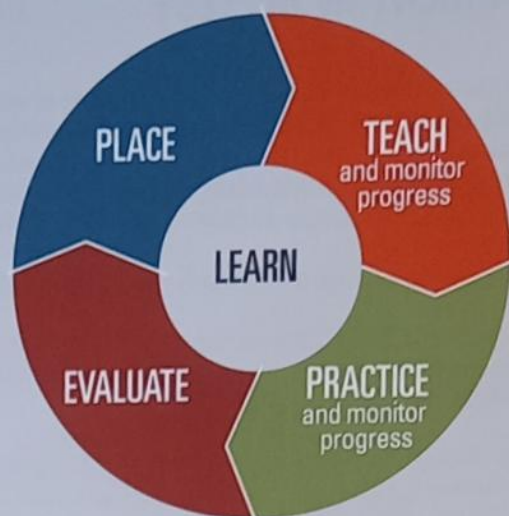 PLACE
TEACH
and monitor
progress
LEARN
EVALUATE
PRACTICE
and monitor
progress